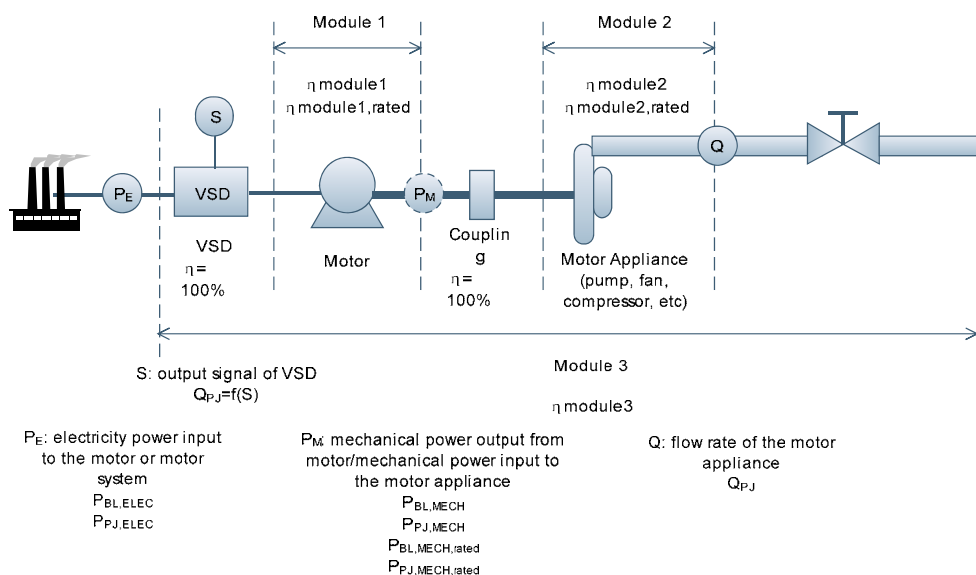 Module 1
Module 2
η module1
η module1,rated
η module2
η module2,rated
S
Q
PE
VSD
PM
VSD
η =
100%
Motor
Couplin
g
η =
100%
Motor Appliance
(pump, fan,
compressor, etc)
Module 3
η module3
S: output signal of VSD
QPJ=f(S)
PE: electricity power input
to the motor or motor
system
PBL,ELEC
PPJ,ELEC
PM: mechanical power output from
motor/mechanical power input to
the motor appliance
PBL,MECH
PPJ,MECH
PBL,MECH,rated
PPJ,MECH,rated
Q: flow rate of the motor
appliance
QPJ